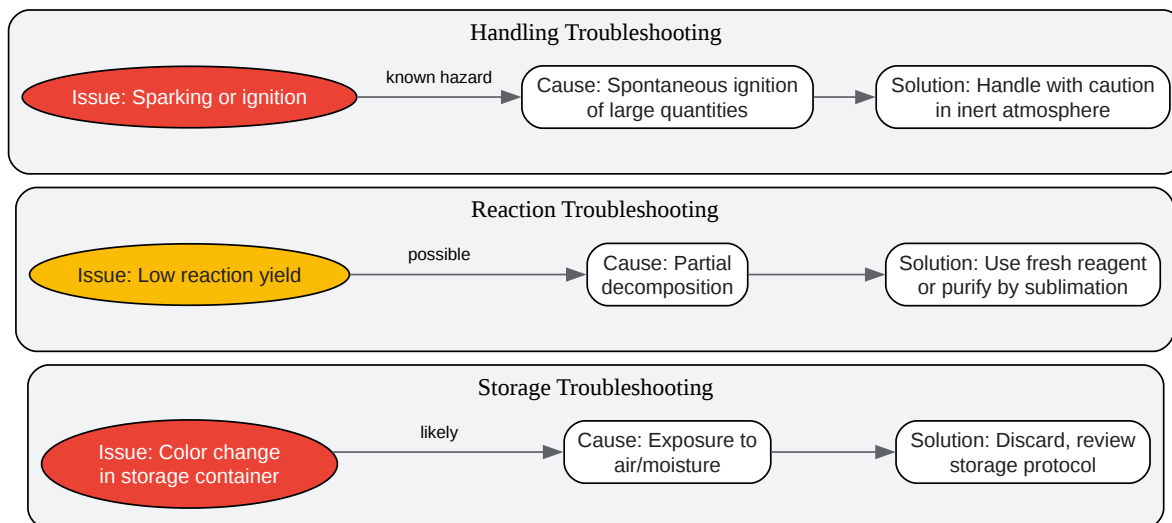 Handling Troubleshooting
Issue: Sparking or ignition
known hazard
Cause: Spontaneous ignition
of large quantities
Solution: Handle with caution
in inert atmosphere
Reaction Troubleshooting
Issue: Low reaction yield
possible
Cause: Partial
decomposition
Solution: Use fresh reagent
or purify by sublimation
Storage Troubleshooting
Issue: Color change
in storage container
likely
Cause: Exposure to
air/moisture
Solution: Discard, review
storage protocol